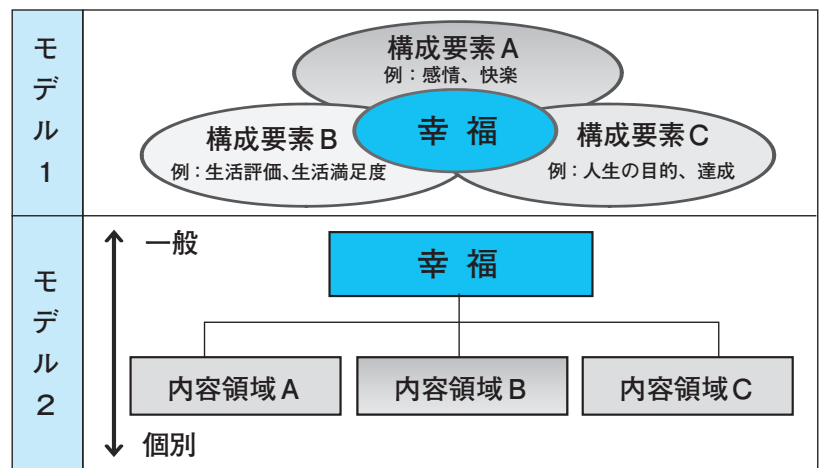 モデル1
構成要素A
例：感情、快楽
幸 福
構成要素B
例：生活評価、生活満足度
構成要素C
例：人生の目的、達成
モデル2
一般
幸 福
内容領域A
内容領域B
内容領域C
個別